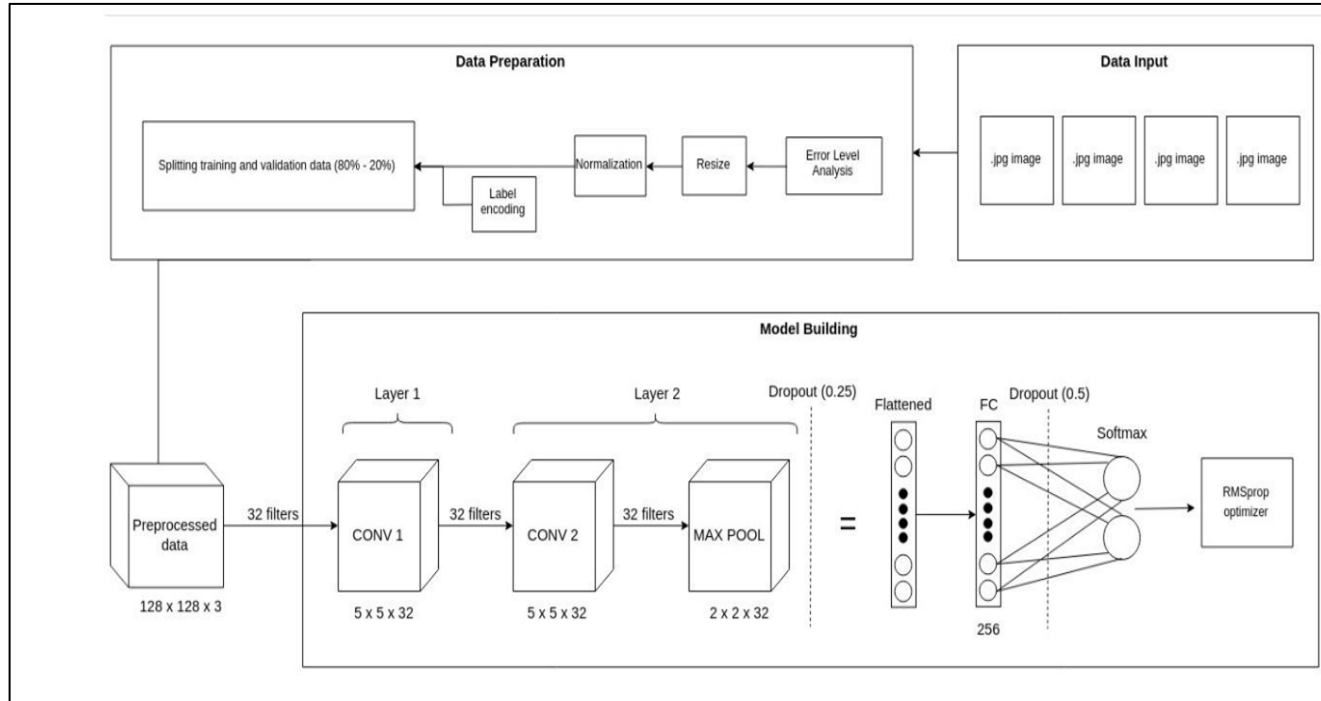 Data Preparation
Data Input
Splitting training and validation data (80% - 20%)
Label
encoding
Normalization
Resize
Error Level
Analysis
.jpg image
.jpg image
.jpg image
.jpg image
Model Building
Layer 1
Layer 2
Dropout (0.25)
Flattened
FC
Dropout (0.5)
Softmax
Preprocessed
data
32 filters
CONV 1
32 filters
CONV 2
32 filters
MAX POOL
=
RMSprop
optimizer
128 x 128 x 3
5 x 5 x 32
5 x 5 x 32
2 x 2 x 32
256